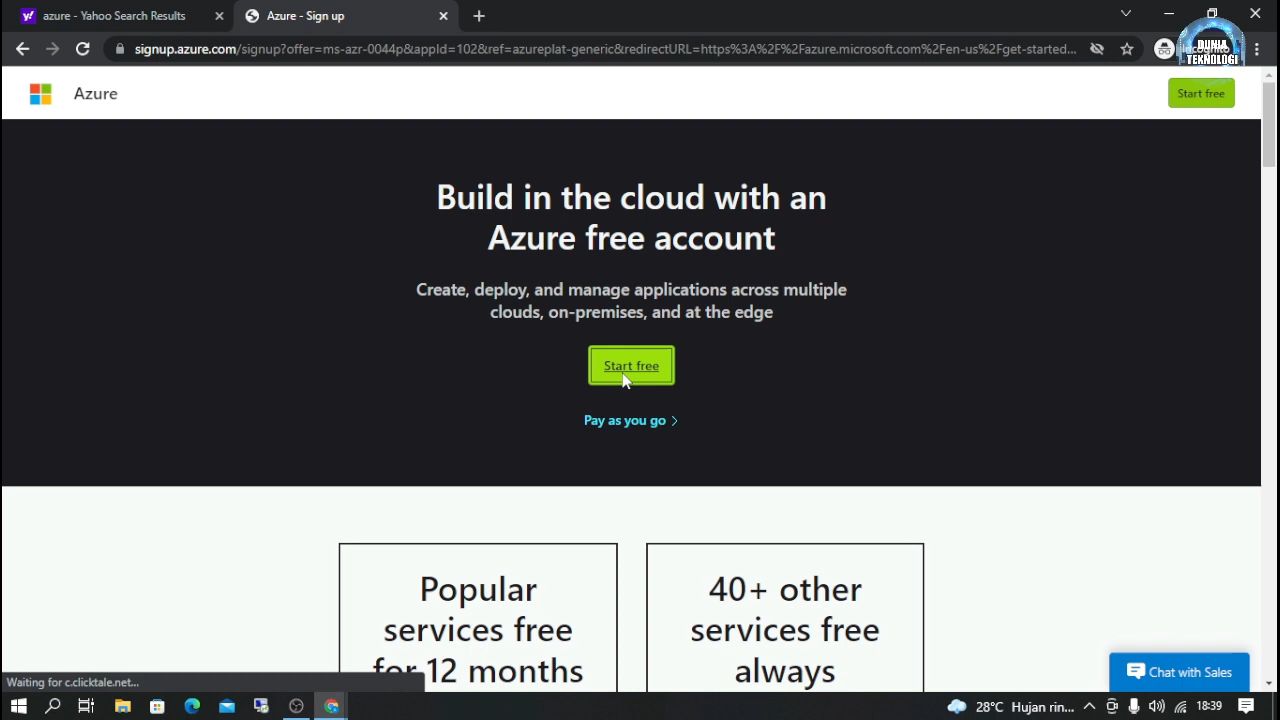 azure - Yahoo Search Results
Azure - Sign up
signup.azure.com/signup?offer=ms-azr-0044p&appId=102&ref=azureplat-generic&redirectURL=https%3A%2F%2Fazure.microsoft.com%2Fen-us%2Fget-started...
DUNIA
TEKNOLOGI
Azure
Start free
Build in the cloud with an
Azure free account
Create, deploy, and manage applications across multiple
clouds, on-premises, and at the edge
Start free
Pay as you go
Popular
services free
for 12 months
40+ other
services free
always
Chat with Sales
Waiting for c.clicktale.net...
28°C Hujan rin...
18:39